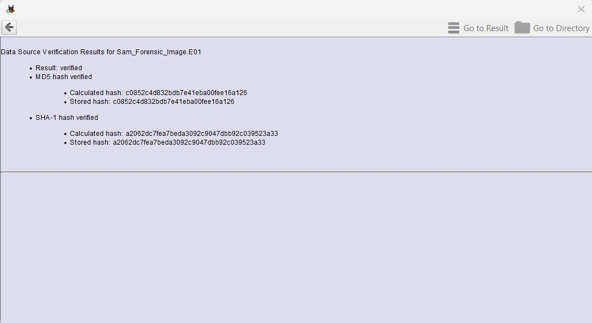 Go to Result
Go to Directory
Data Source Verification Results for Sam_Forensic_Image.E01
• Result: verified
• MD5 hash verified
• Calculated hash: c0852c4d832bdb7e41eba00fee16a126
• Stored hash: c0852c4d832bdb7e41eba00fee16a126
• SHA-1 hash verified
• Calculated hash: a2062dc7fea7beda3092c9047dbb92c039523a33
• Stored hash: a2062dc7fea7beda3092c9047dbb92c039523a33